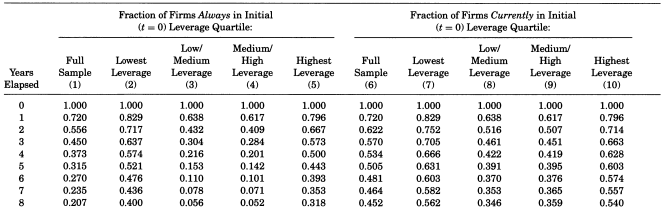 Fraction of Firms Always in Initial Fraction of Firms Currently in Initial
(t = 0) Leverage Quartile: (t = 0) Leverage Quartile:
Low/ Medium/ Low/ Medium/
Full Lowest Medium High Highest Full Lowest Medium High Highest
Years Sample Leverage Leverage Leverage Leverage Sample Leverage Leverage Leverage Leverage
Elapsed (1) (2) (3) (4) (5) (6) (7) (8) (9) (10)
0 1.000 1.000 1.000 1.000 1.000 1.000 1.000 1.000 1.000 1.000
1 0.720 0.829 0.638 0.617 0.796 0.720 0.829 0.638 0.617 0.796
2 0.556 0.717 0.432 0.409 0.667 0.622 0.752 0.516 0.507 0.714
3 0.450 0.637 0.304 0.284 0.573 0.570 0.705 0.461 0.451 0.663
4 0.373 0.574 0.216 0.201 0.500 0.534 0.666 0.422 0.419 0.628
5 0.315 0.521 0.153 0.142 0.443 0.505 0.631 0.391 0.395 0.603
6 0.270 0.476 0.110 0.101 0.393 0.481 0.603 0.370 0.376 0.574
7 0.235 0.436 0.078 0.071 0.353 0.464 0.582 0.353 0.365 0.557
8 0.207 0.400 0.056 0.052 0.318 0.452 0.562 0.346 0.359 0.540